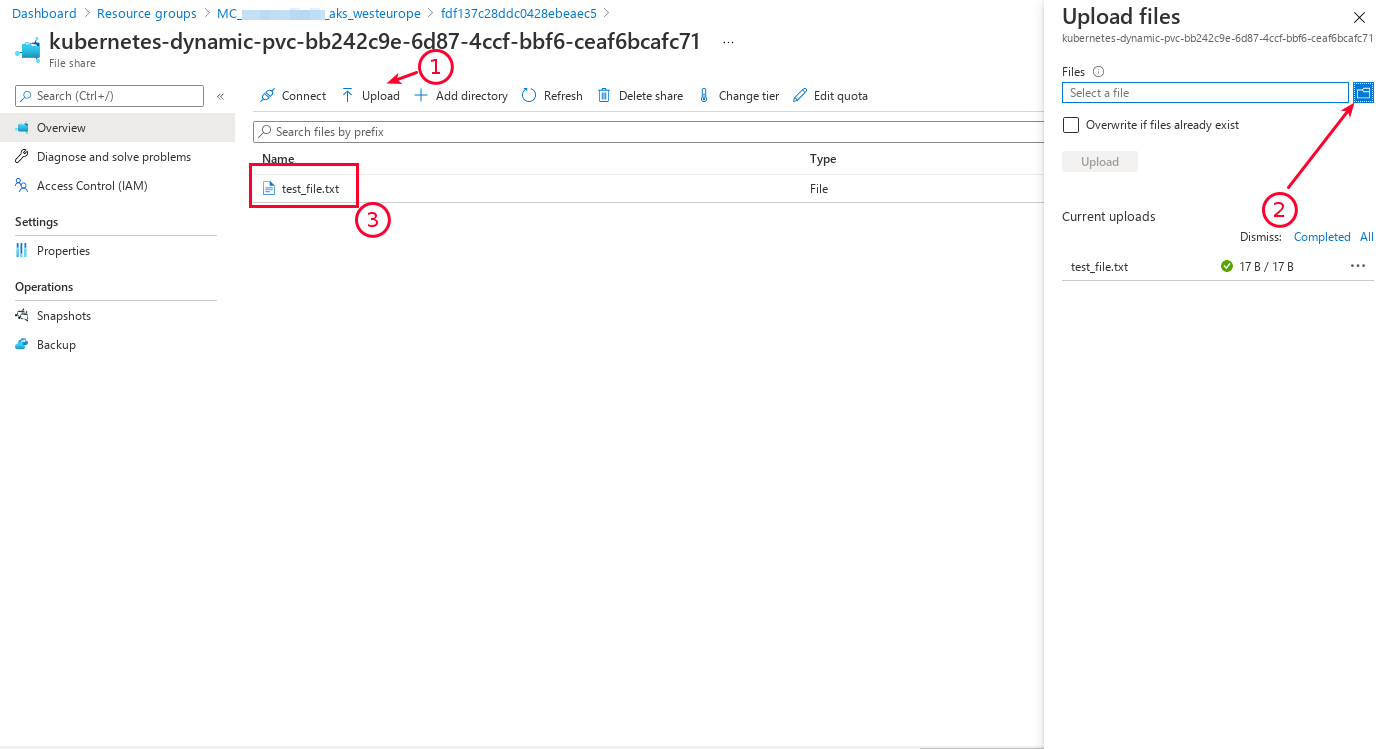 Dashboard > Resource groups > MC_ _aks_westeurope > fdf137c28ddc0428ebeaec5 >
kubernetes-dynamic-pvc-bb242c9e-6d87-4ccf-bbf6-ceaf6bcafc71 ...
File share
Search (Ctrl+/) «
Overview
Diagnose and solve problems
Access Control (IAM)
Settings
Properties
Operations
Snapshots
Backup
1
Connect Upload Add directory Refresh Delete share Change tier Edit quota
Search files by prefix
Name Type
test_file.txt File
3
Upload files
kubernetes-dynamic-pvc-bb242c9e-6d87-4ccf-bbf6-ceaf6bcafc71
Files
Select a file
Overwrite if files already exist
Upload
2
Current uploads
Dismiss: Completed All
test_file.txt 17 B / 17 B ...